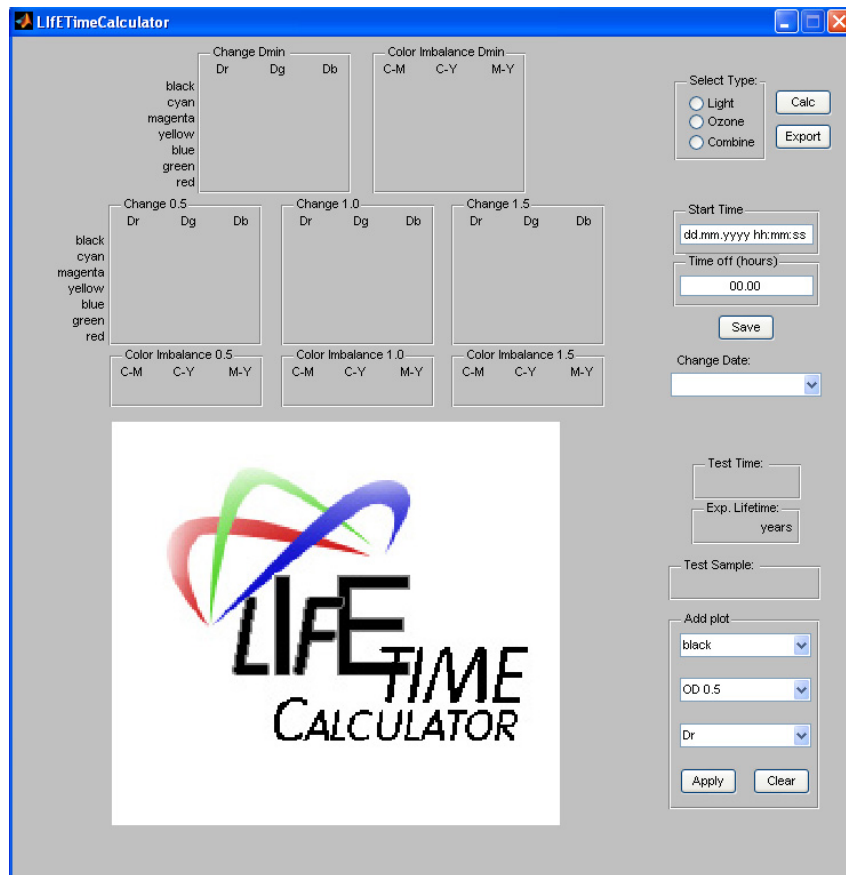 LIfETimeCalculator
Change Dmin
Color Imbalance Dmin
Dr Dg Db
C-M C-Y M-Y
black
cyan
magenta
yellow
blue
green
red
Select Type:
Light
Ozone
Combine
Calc
Export
Change 0.5
Change 1.0
Change 1.5
Dr Dg Db
Dr Dg Db
Dr Dg Db
black
cyan
magenta
yellow
blue
green
red
Start Time
dd.mm.yyyy hh:mm:ss
Time off (hours)
00.00
Save
Color Imbalance 0.5
Color Imbalance 1.0
Color Imbalance 1.5
C-M C-Y M-Y
C-M C-Y M-Y
C-M C-Y M-Y
Change Date:
LIfE
TIME
CALCULATOR
Test Time:
Exp. Lifetime:
years
Test Sample:
Add plot
black
OD 0.5
Dr
Apply
Clear